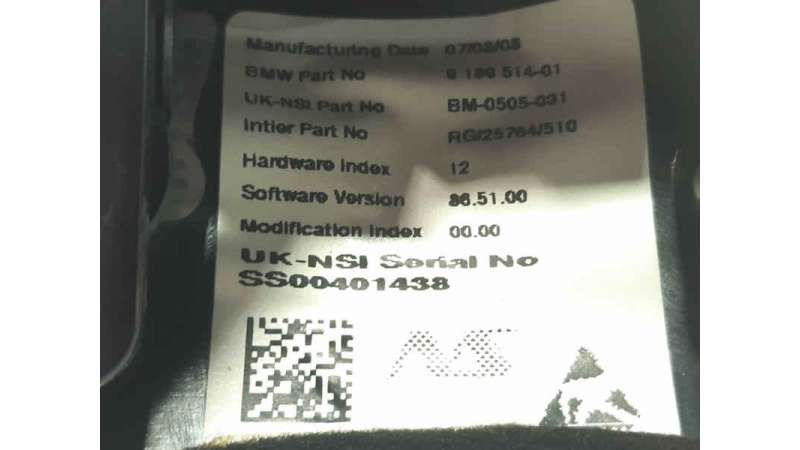 Manufacturing Date 07/08/08
BMW Part No 9 189 514-01
UK-NSI Part No BM-0505-031
Intier Part No RG/25764/510
Hardware Index 12
Software Version 86.51.00
Modification Index 00.00
UK-NSI Serial No
SS00401438